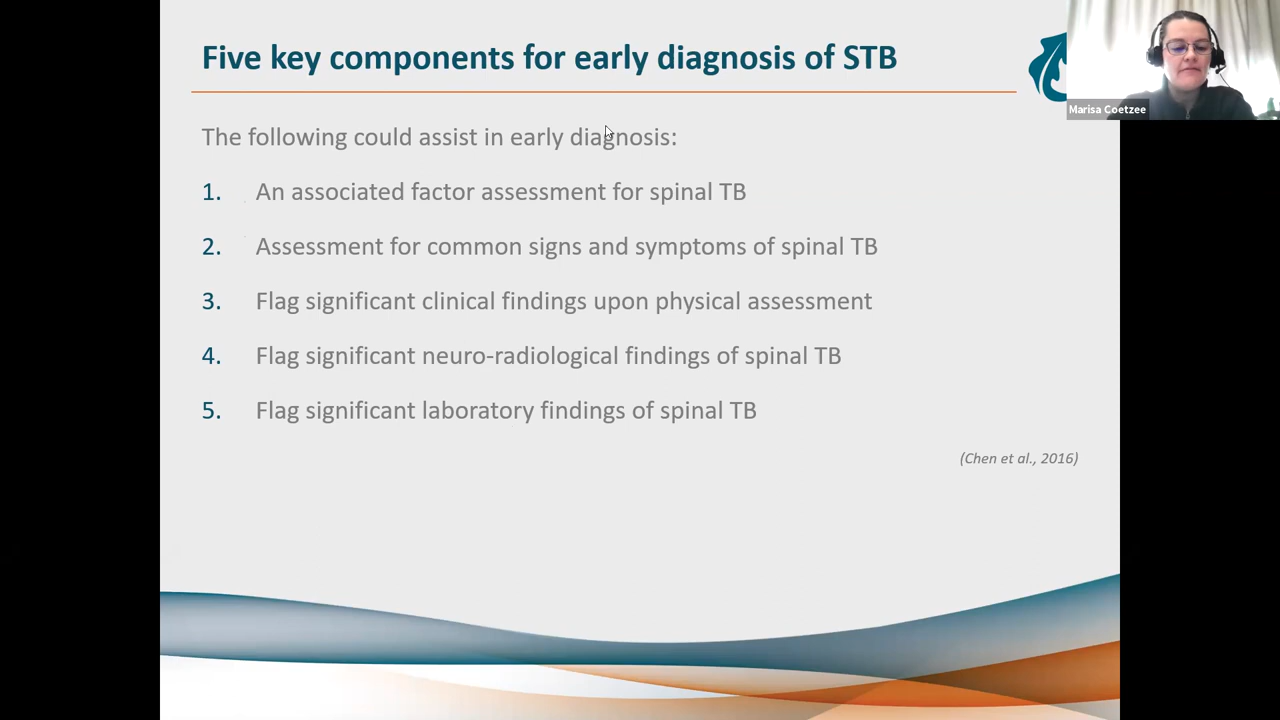 Five key components for early diagnosis of STB
Marisa Coetzee
The following could assist in early diagnosis:
1. An associated factor assessment for spinal TB
2. Assessment for common signs and symptoms of spinal TB
3. Flag significant clinical findings upon physical assessment
4. Flag significant neuro-radiological findings of spinal TB
5. Flag significant laboratory findings of spinal TB
(Chen et al., 2016)